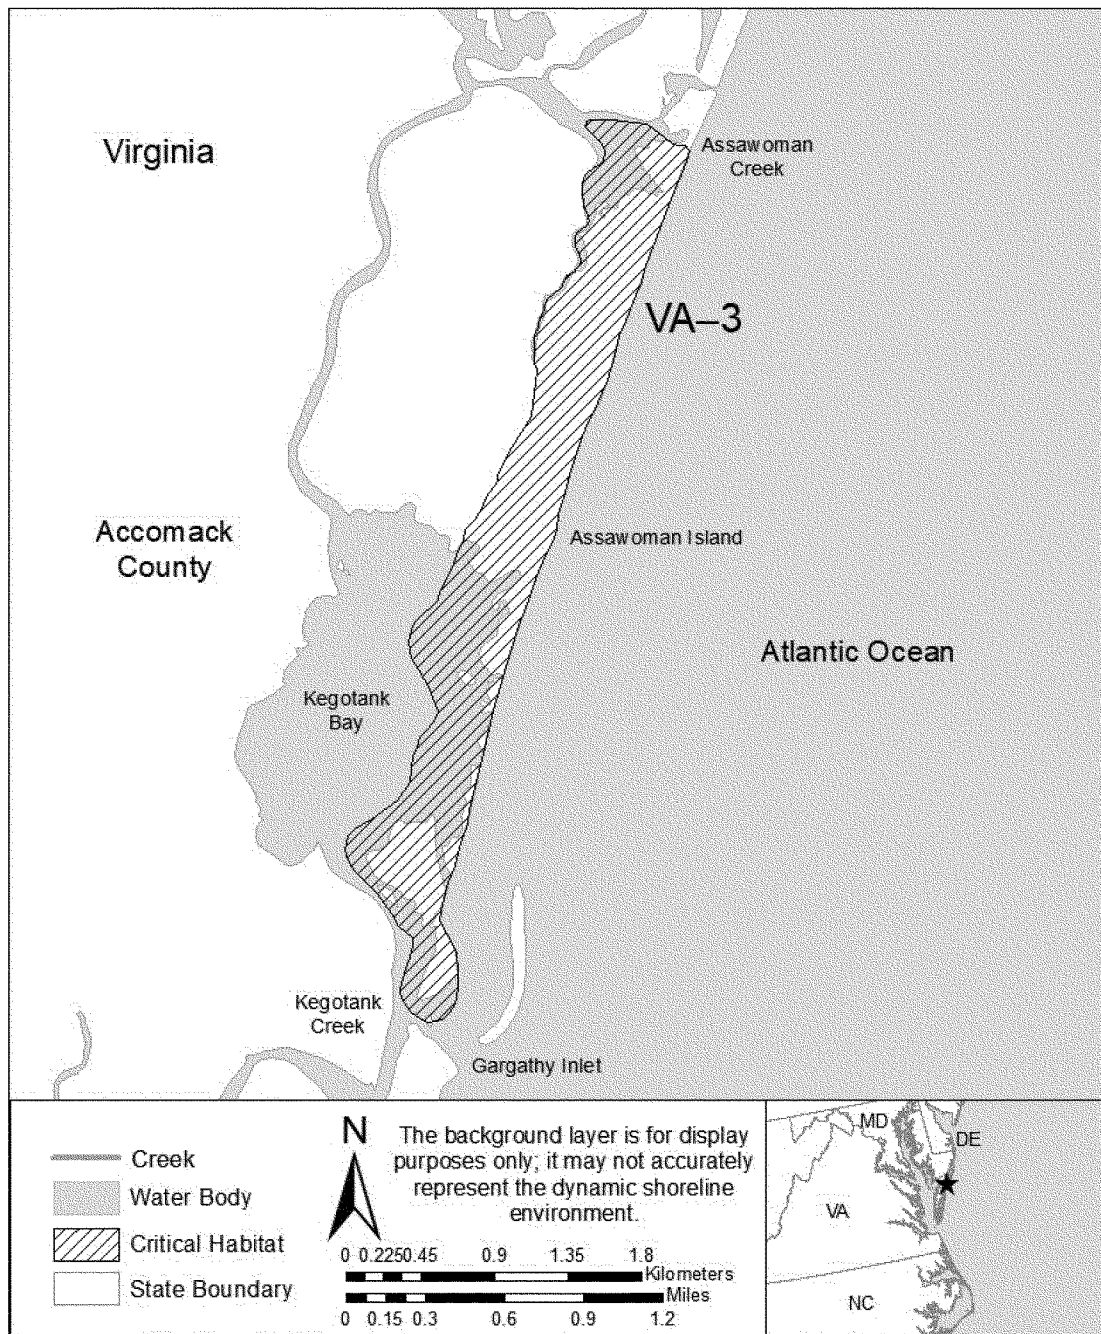 Virginia
Assawoman
Creek
VA–3
Accomack
County
Assawoman Island
Atlantic Ocean
Kegotank
Bay
Kegotank
Creek
Gargathy Inlet
Creek
Water Body
Critical Habitat
State Boundary
N
The background layer is for display
purposes only; it may not accurately
represent the dynamic shoreline
environment.
0 0.225 0.45 0.9 1.35 1.8
Kilometers
Miles
0 0.15 0.3 0.6 0.9 1.2
MD
DE
VA
NC